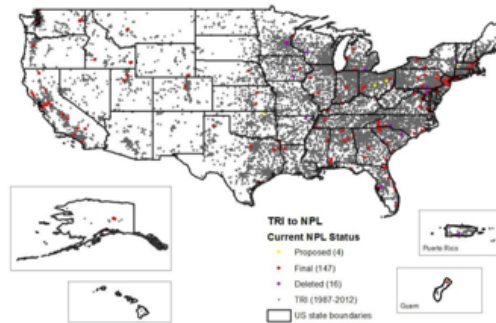 TRI to NPL
Current NPL Status
Proposed (4)
Final (147)
Deleted (16)
TRI (1987-2012)
US state boundaries
Puerto Rico
Guam